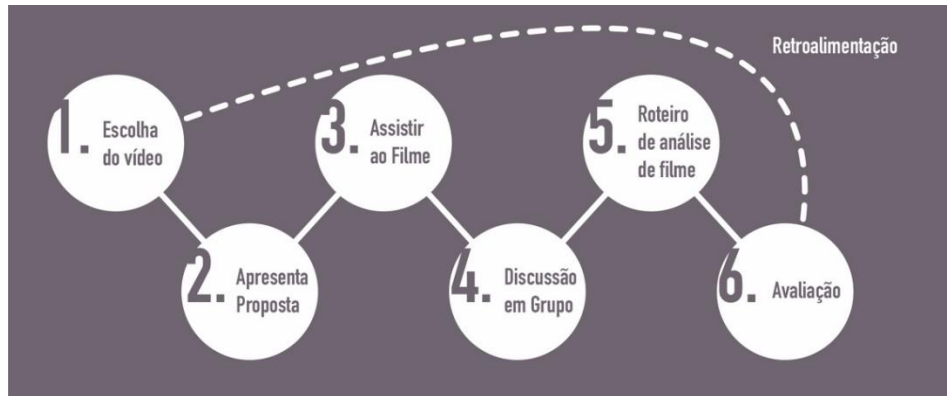 Retroalimentação
1. Escolha
do vídeo
2. Apresenta
Proposta
3. Assistir
ao Filme
4. Discussão
em Grupo
5. Roteiro
de análise
de filme
6. Avaliação